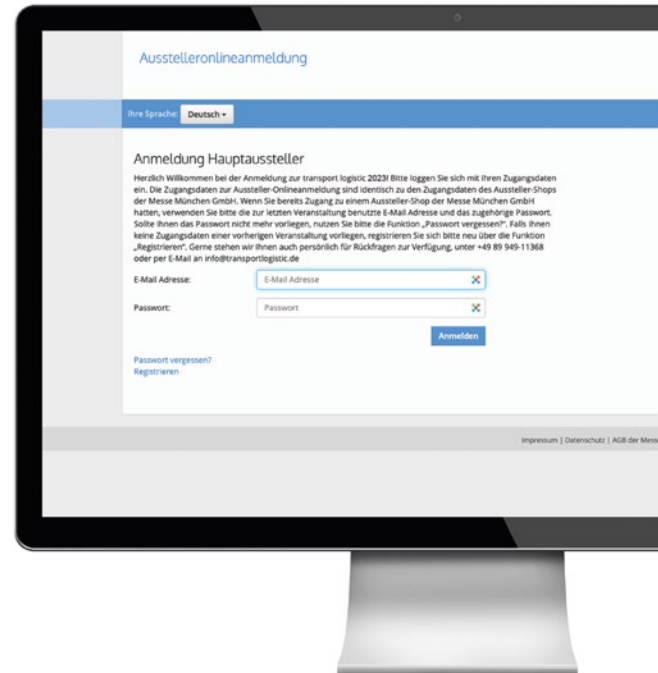 Ausstelleronlineanmeldung
Ihre Sprache: Deutsch
Anmeldung Hauptaussteller
Herzlich Willkommen bei der Anmeldung zur transport logistic 2023! Bitte loggen Sie sich mit Ihren Zugangsdaten
ein. Die Zugangsdaten zur Aussteller-Onlineanmeldung sind identisch zu den Zugangsdaten des Aussteller-Shops
der Messe München GmbH. Wenn Sie bereits Zugang zu einem Aussteller-Shop der Messe München GmbH
hatten, verwenden Sie bitte die zur letzten Veranstaltung benutzte E-Mail Adresse und das zugehörige Passwort.
Sollte Ihnen das Passwort nicht mehr vorliegen, nutzen Sie bitte die Funktion „Passwort vergessen?". Falls Ihnen
keine Zugangsdaten einer vorherigen Veranstaltung vorliegen, registrieren Sie sich bitte neu über die Funktion
„Registrieren". Gerne stehen wir Ihnen auch persönlich für Rückfragen zur Verfügung, unter +49 89 949-11368
oder per E-Mail an info@transportlogistic.de
E-Mail Adresse: E-Mail Adresse
Passwort: Passwort
Anmelden
Passwort vergessen?
Registrieren
Impressum | Datenschutz | AGB der Messe